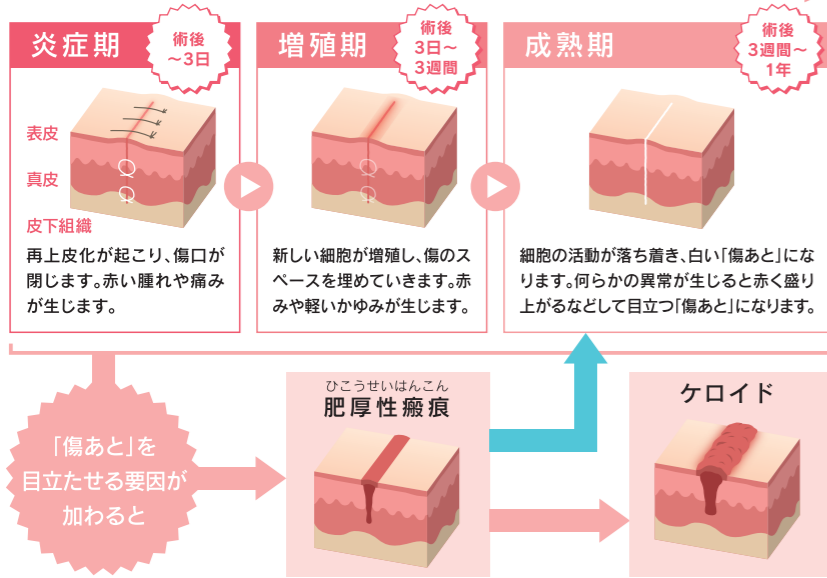 炎症期
術後
～3日
表皮
真皮
皮下組織
再上皮化が起こり、傷口が
閉じます。赤い腫れや痛み
が生じます。
増殖期
術後
3日～
3週間
新しい細胞が増殖し、傷のス
ペースを埋めていきます。赤
みや軽いかゆみが生じます。
成熟期
術後
3週間～
1年
細胞の活動が落ち着き、白い「傷あと」にな
ります。何らかの異常が生じると赤く盛り
上がるなどして目立つ「傷あと」になります。
「傷あと」を
目立たせる要因が
加わると
ひこうせいはんこん
肥厚性瘢痕
ケロイド